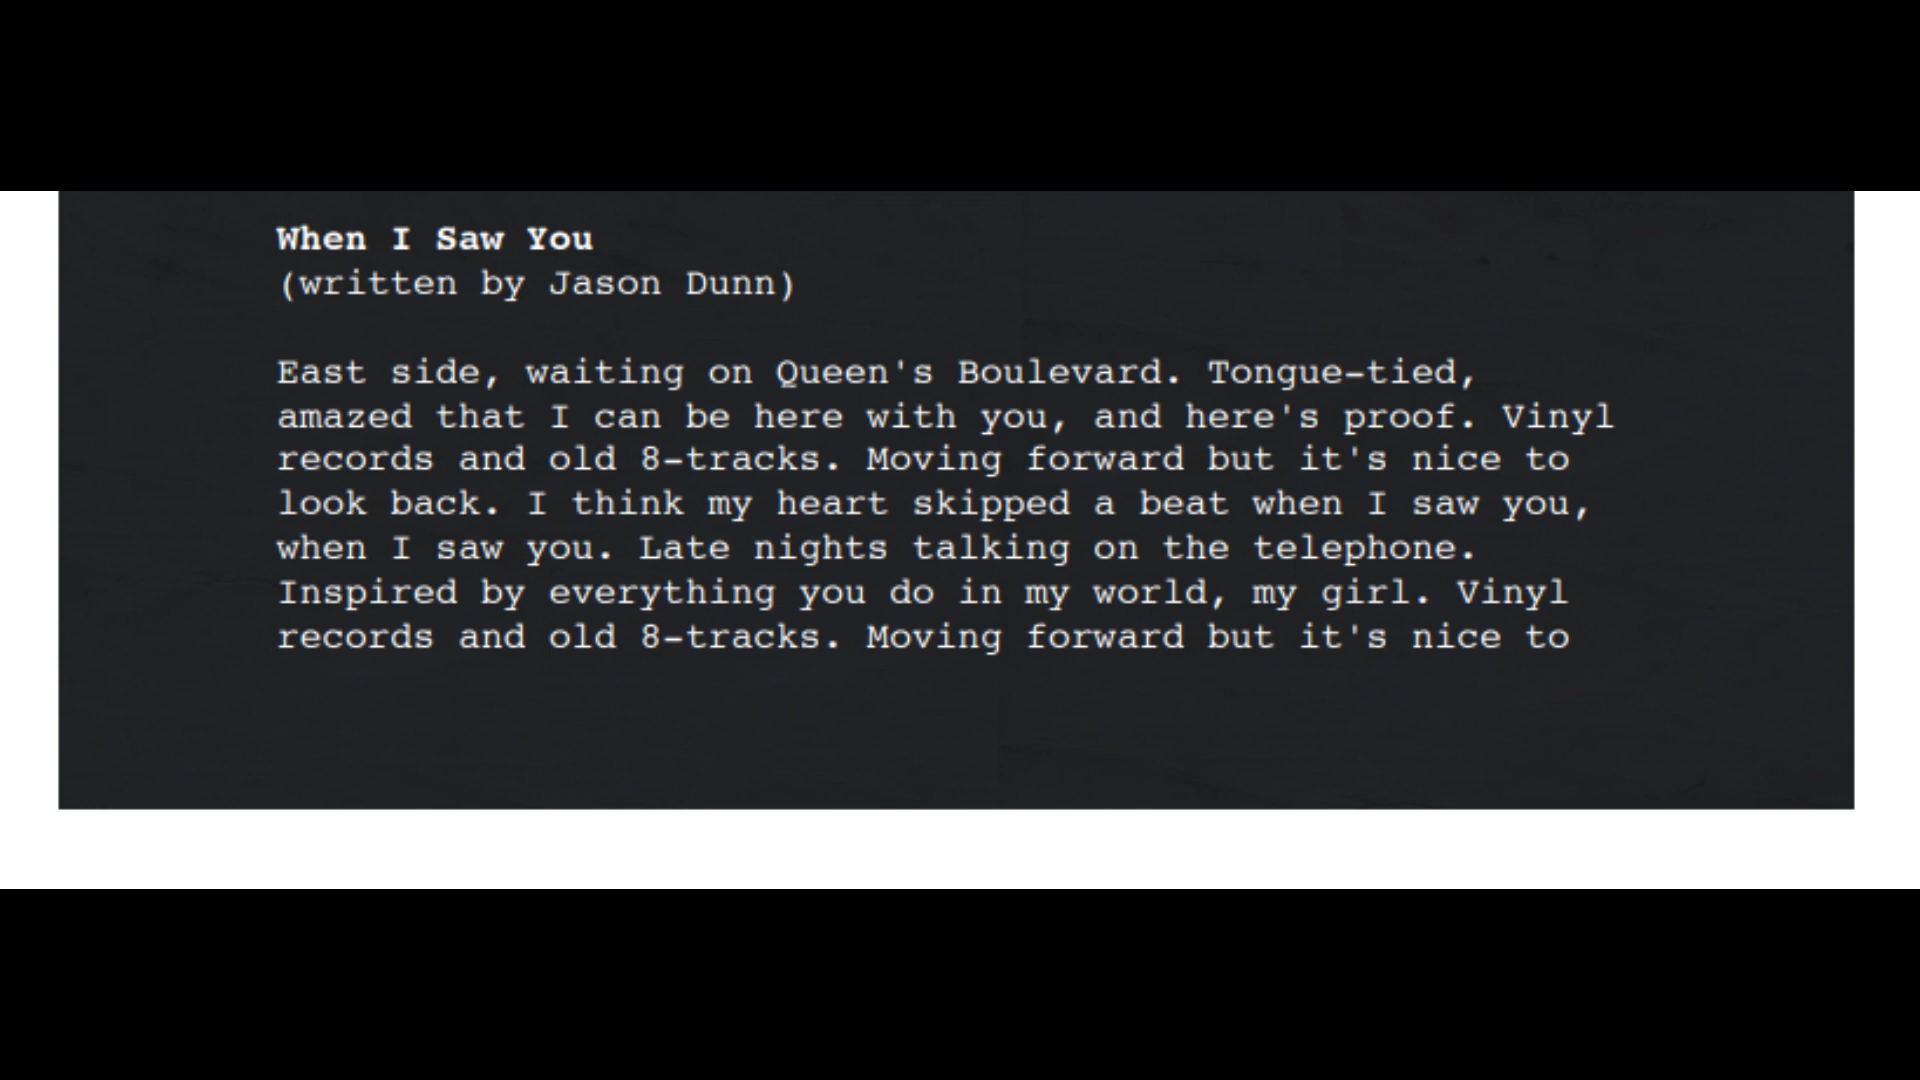 When I Saw You
(written by Jason Dunn)
East side, waiting on Queen's Boulevard. Tongue-tied,
amazed that I can be here with you, and here's proof. Vinyl
records and old 8-tracks. Moving forward but it's nice to
look back. I think my heart skipped a beat when I saw you,
when I saw you. Late nights talking on the telephone.
Inspired by everything you do in my world, my girl. Vinyl
records and old 8-tracks. Moving forward but it's nice to